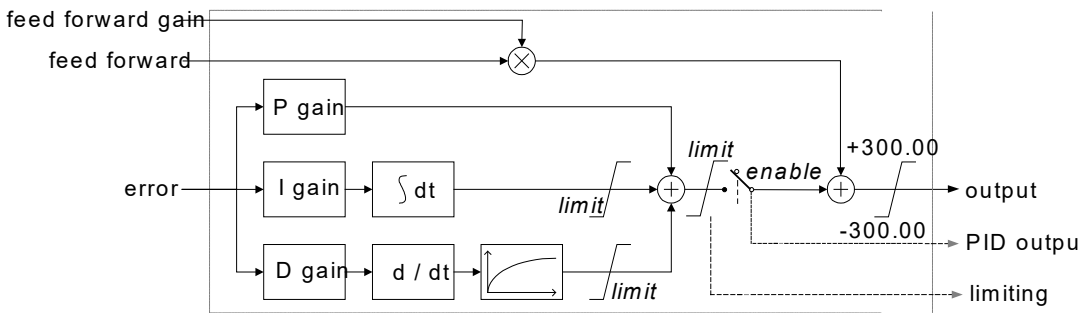 feed forward gain
feed forward
P gain
limit
enable
+300.00
error
I gain
∫ dt
limit
output
-300.00
PID outpu
D gain
d / dt
limit
limiting